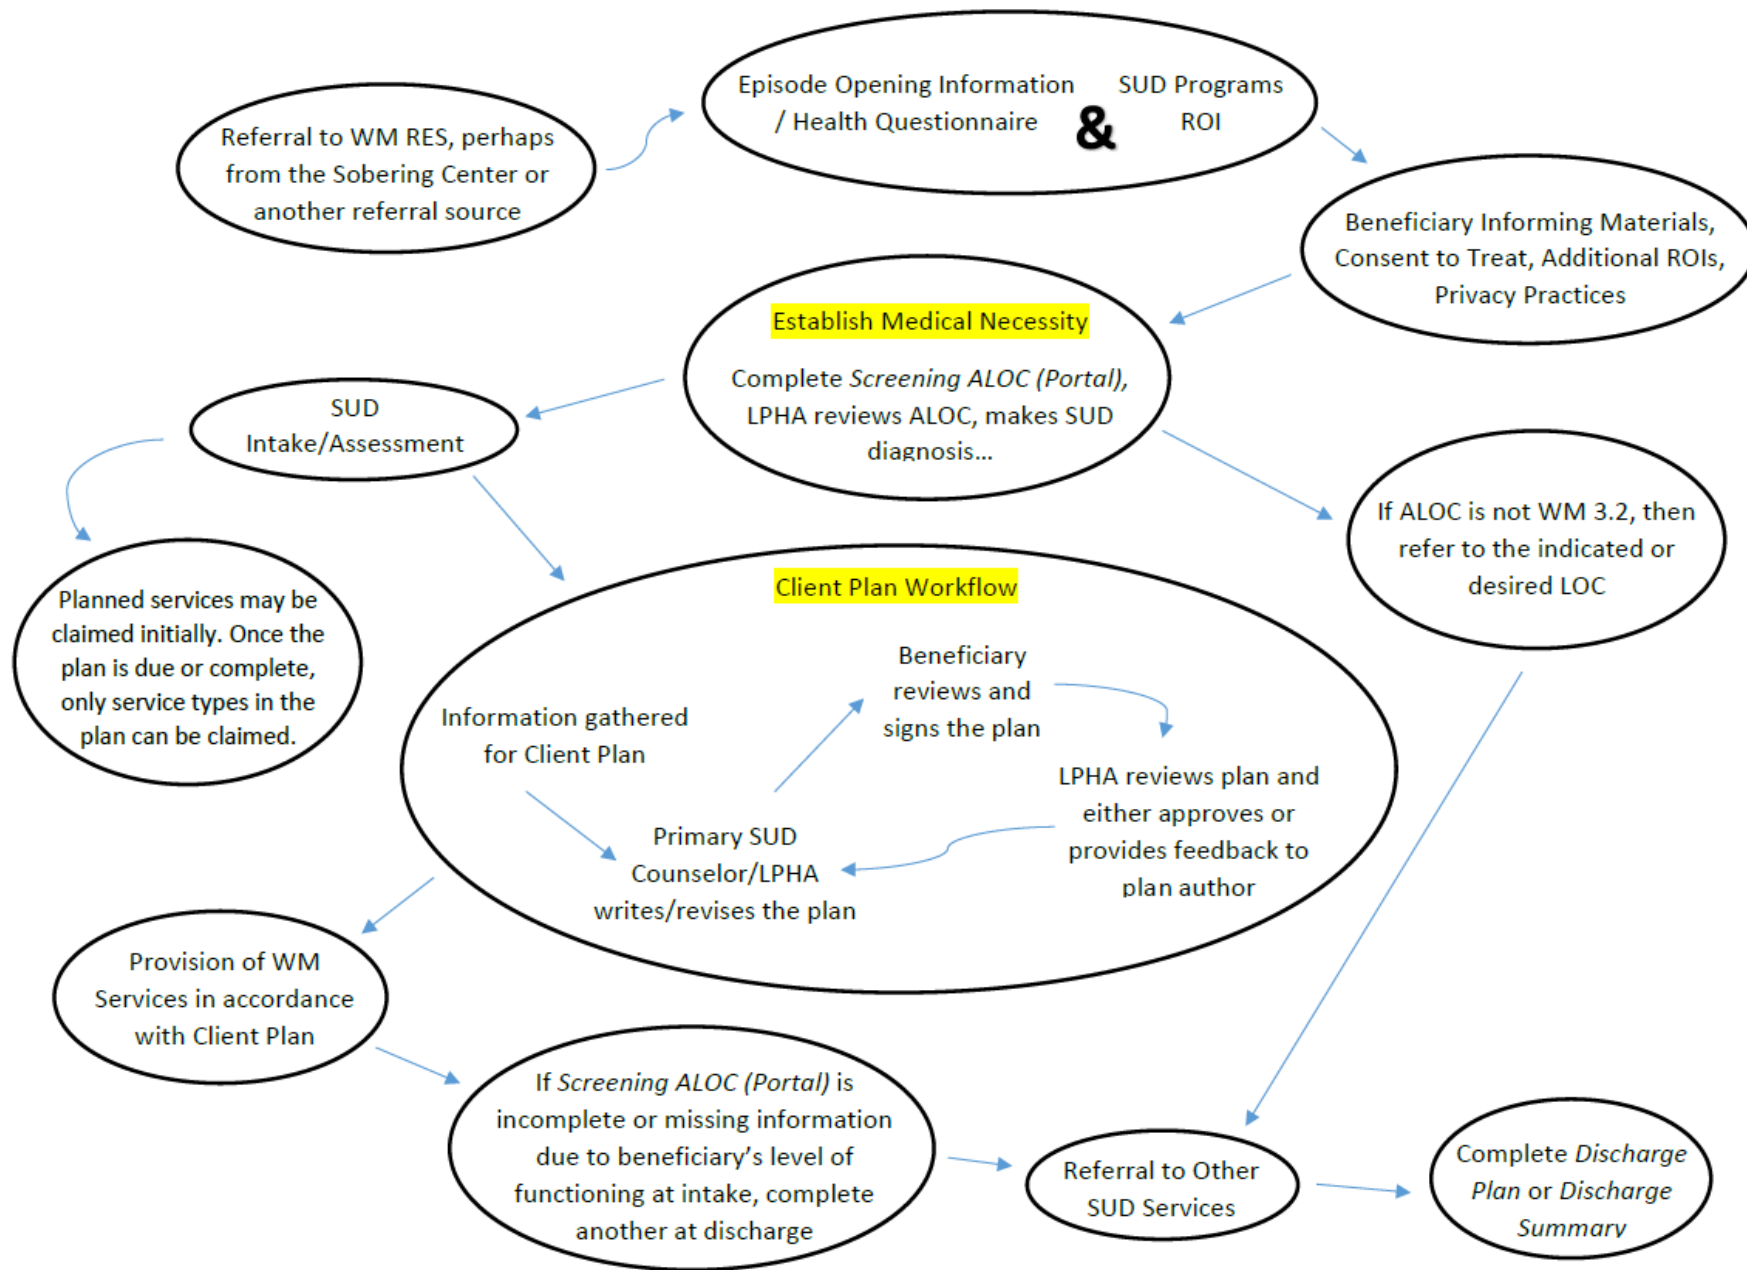 Referral to WM RES, perhaps
from the Sobering Center or
another referral source
Episode Opening Information
/ Health Questionnaire
&
SUD Programs
ROI
Beneficiary Informing Materials,
Consent to Treat, Additional ROIs,
Privacy Practices
Establish Medical Necessity
Complete Screening ALOC (Portal),
LPHA reviews ALOC, makes SUD
diagnosis...
SUD
Intake/Assessment
If ALOC is not WM 3.2, then
refer to the indicated or
desired LOC
Planned services may be
claimed initially. Once the
plan is due or complete,
only service types in the
plan can be claimed.
Client Plan Workflow
Information gathered
for Client Plan
Primary SUD
Counselor/LPHA
writes/revises the plan
Beneficiary
reviews and
signs the plan
LPHA reviews plan and
either approves or
provides feedback to
plan author
Provision of WM
Services in accordance
with Client Plan
If Screening ALOC (Portal) is
incomplete or missing information
due to beneficiary’s level of
functioning at intake, complete
another at discharge
Referral to Other
SUD Services
Complete Discharge
Plan or Discharge
Summary